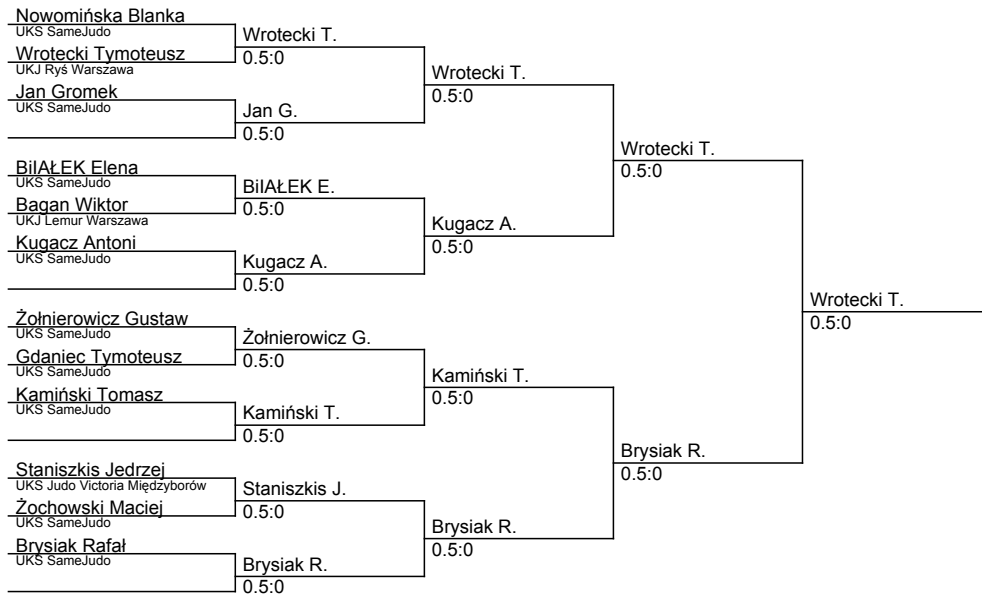 Nowomińska Blanka
UKS SameJudo
Wrotecki Tymoteusz
UKJ Ryś Warszawa
Jan Gromek
UKS SameJudo
BiIAŁEK Elena
UKS SameJudo
Bagan Wiktor
UKJ Lemur Warszawa
Kugacz Antoni
UKS SameJudo
Żołnierowicz Gustaw
UKS SameJudo
Gdaniec Tymoteusz
UKS SameJudo
Kamiński Tomasz
UKS SameJudo
Staniszkis Jedrzej
UKS Judo Victoria Międzyborów
Żochowski Maciej
UKS SameJudo
Brysiak Rafał
UKS SameJudo
Wrotecki T.
0.5:0
Jan G.
0.5:0
BiIAŁEK E.
0.5:0
Kugacz A.
0.5:0
Żołnierowicz G.
0.5:0
Kamiński T.
0.5:0
Staniszkis J.
0.5:0
Brysiak R.
0.5:0
Wrotecki T.
0.5:0
Kugacz A.
0.5:0
Kamiński T.
0.5:0
Brysiak R.
0.5:0
Wrotecki T.
0.5:0
Brysiak R.
0.5:0
Wrotecki T.
0.5:0